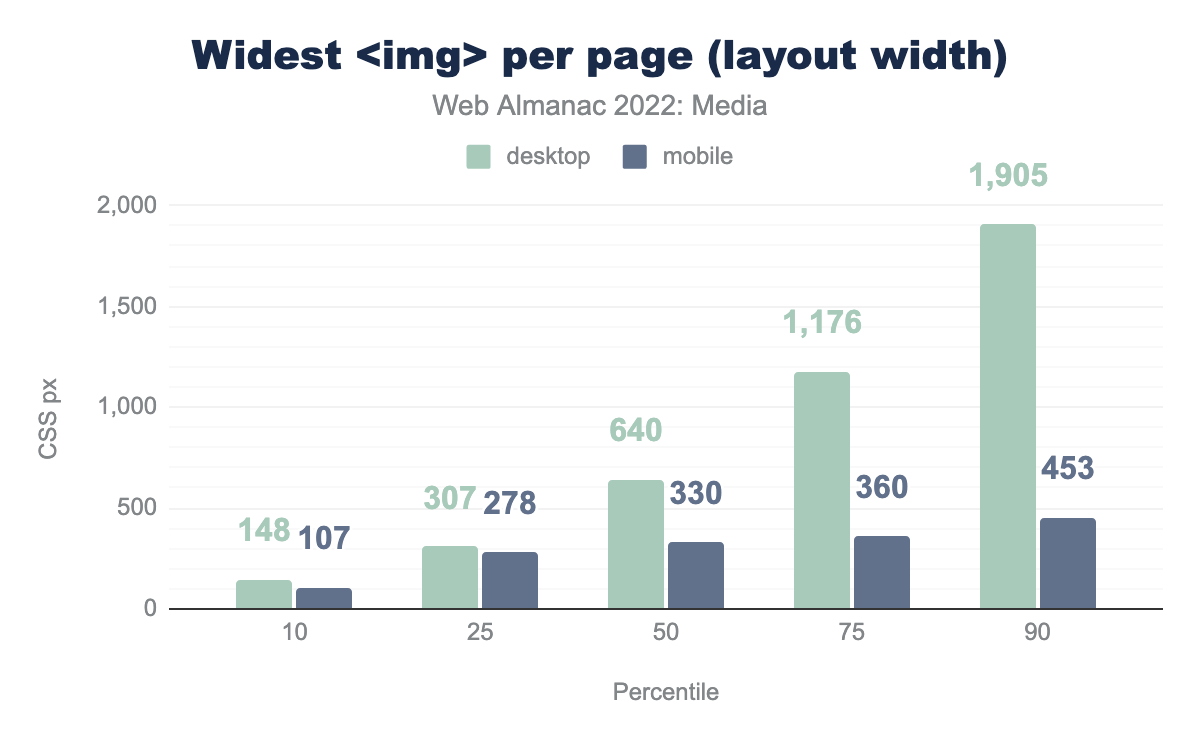 Widest <img> per page (layout width)
Web Almanac 2022: Media
desktop mobile
2,000
1,500
1,000
500
0
CSS px
148 107
307 278
640 330
1,176 360
1,905 453
10 25 50 75 90
Percentile